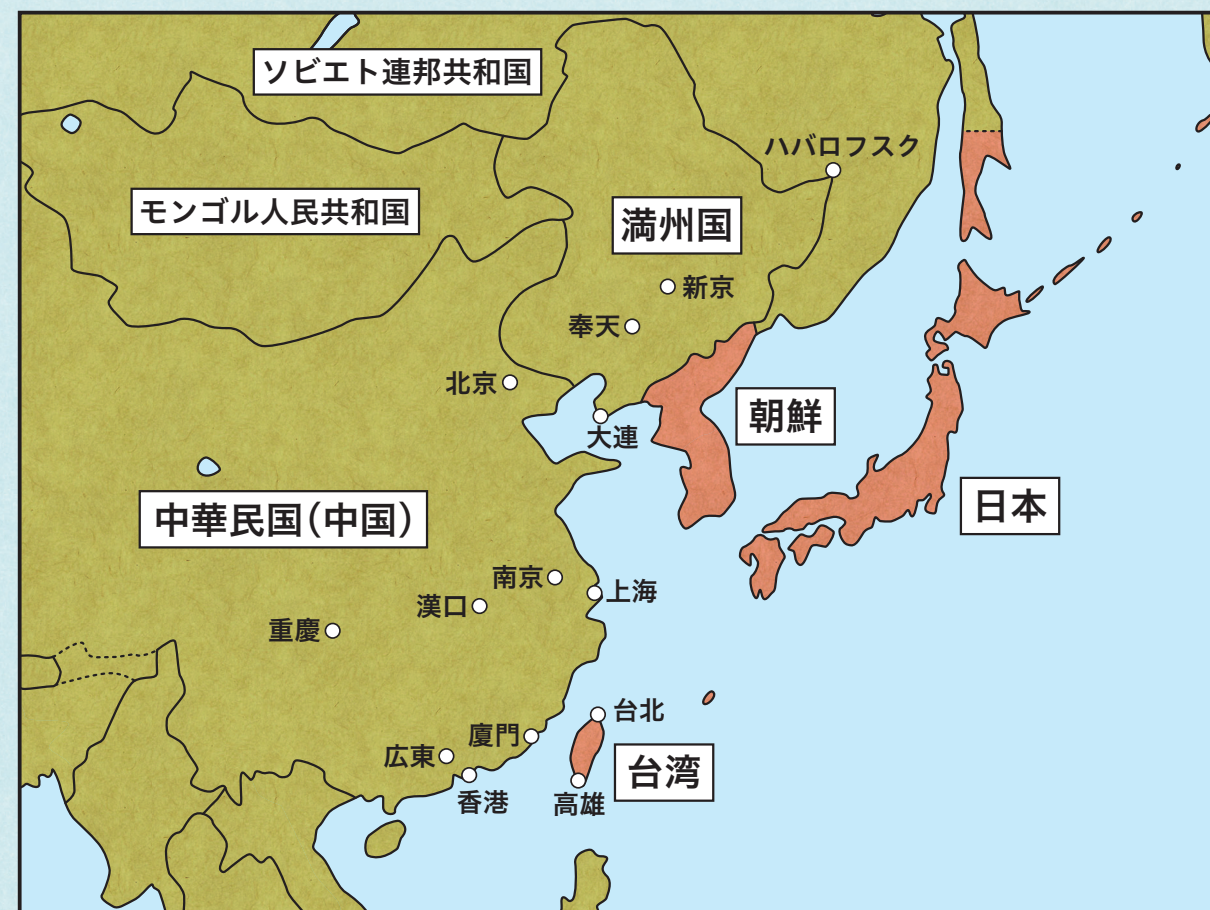 ソビエト連邦共和国
ハバロフスク
モンゴル人民共和国
満州国
新京
奉天
北京
大連
朝鮮
日本
中華民国(中国)
南京
上海
漢口
重慶
台北
廈門
広東
台湾
香港
高雄